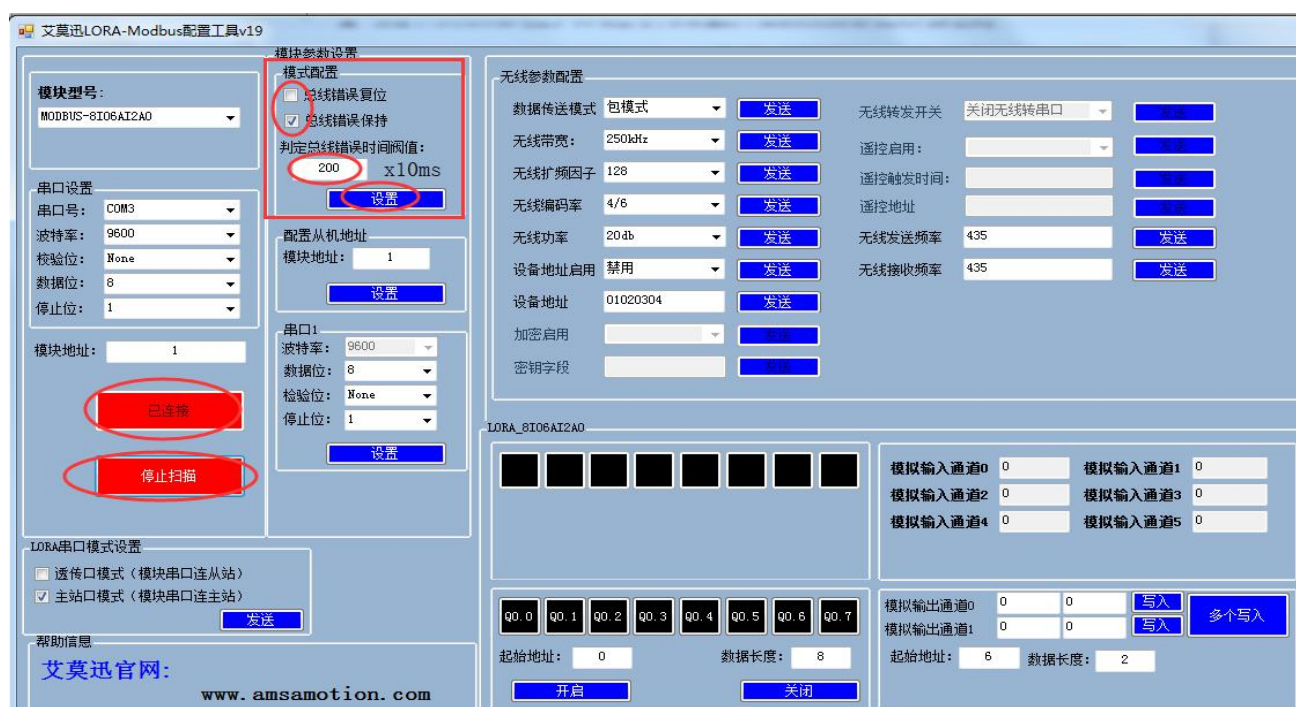 艾莫迅LORA-Modbus配置工具v19
模块型号:
MODBUS-8IO6AI2AO
串口设置
串口号: COM3
波特率: 9600
校验位: None
数据位: 8
停止位: 1
模块地址: 1
已连接
停止扫描
LORA串口模式设置
透传口模式（模块串口连从站）
主站口模式（模块串口连主站）
发送
帮助信息
艾莫迅官网:
www.amsamotion.com
模块参数设置
模式配置
总线错误复位
总线错误保持
判定总线错误时间阀值:
200 x10ms
设置
配置从机地址
模块地址: 1
设置
串口1
波特率: 9600
数据位: 8
检验位: None
停止位: 1
设置
无线参数配置
数据传送模式 包模式 发送
无线带宽: 250kHz 发送
无线扩频因子 128 发送
无线编码率 4/6 发送
无线功率 20db 发送
设备地址启用 禁用 发送
设备地址 01020304 发送
加密启用 发送
密钥字段 发送
无线转发开关 关闭无线转串口 发送
遥控启用: 发送
遥控触发时间: 发送
遥控地址 发送
无线发送频率 435 发送
无线接收频率 435 发送
LORA_8IO6AI2AO
模拟输入通道0 0 模拟输入通道1 0
模拟输入通道2 0 模拟输入通道3 0
模拟输入通道4 0 模拟输入通道5 0
Q0.0 Q0.1 Q0.2 Q0.3 Q0.4 Q0.5 Q0.6 Q0.7
起始地址: 0 数据长度: 8
开启 关闭
模拟输出通道0 0 0 写入
模拟输出通道1 0 0 写入
多个写入
起始地址: 6 数据长度: 2